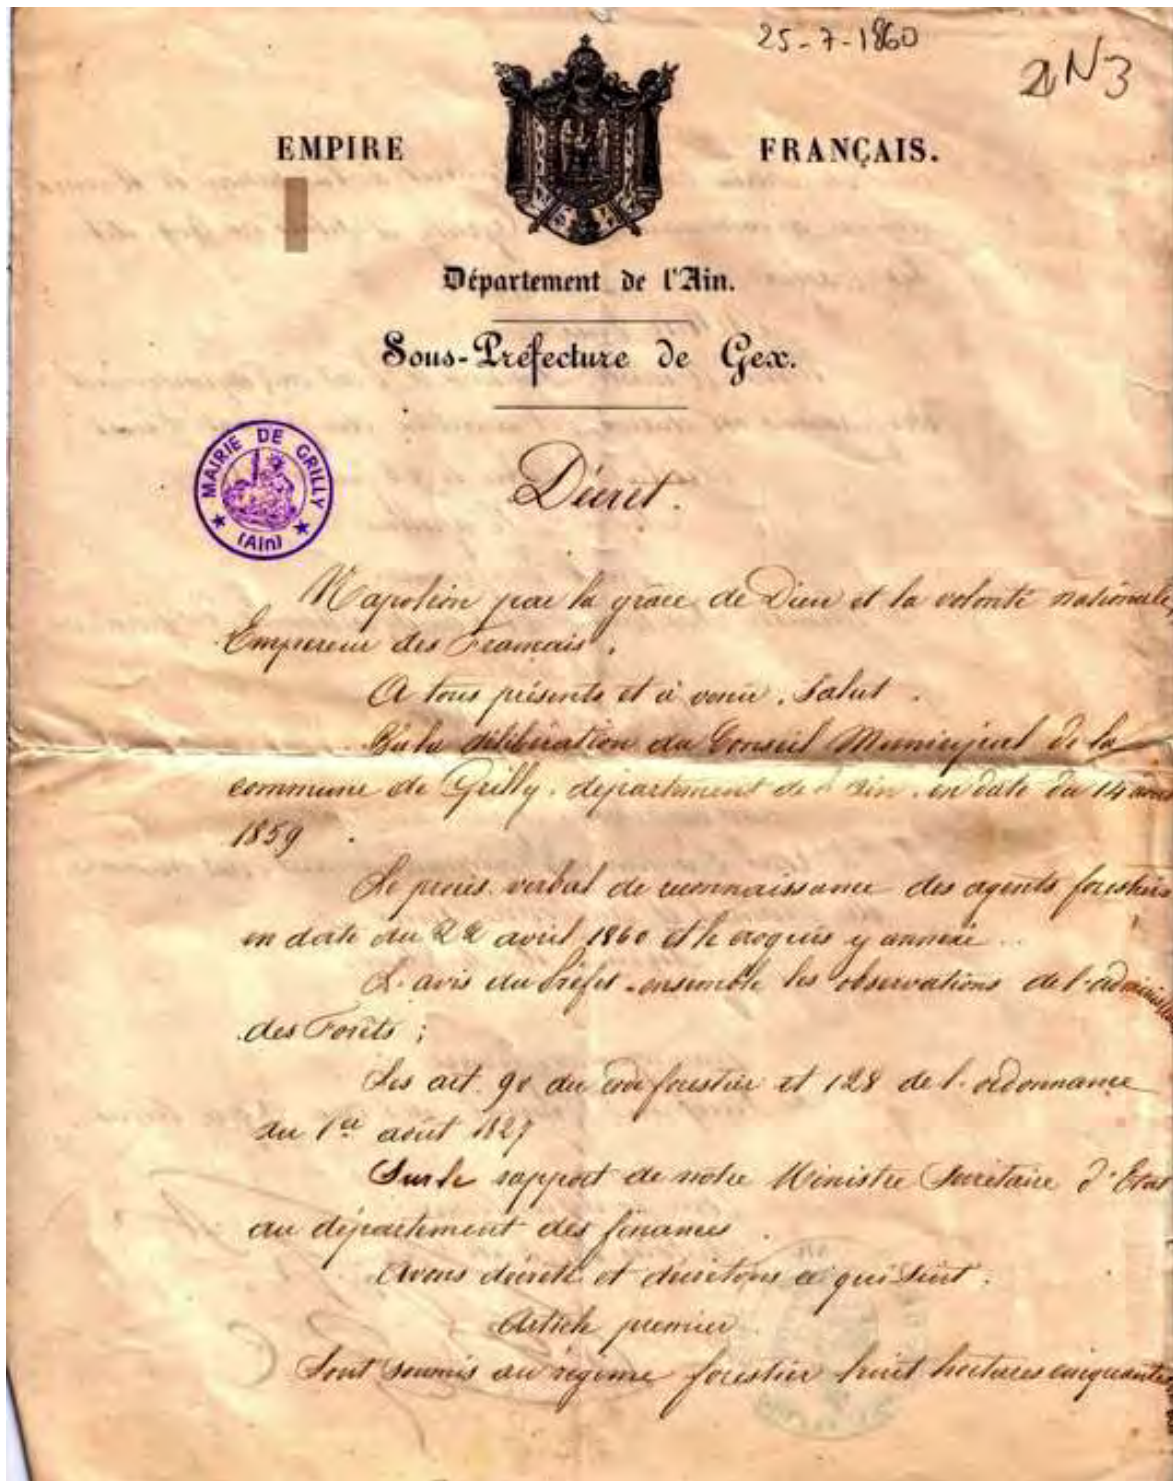 25-7-1860
2N3
EMPIRE FRANÇAIS.
Département de l'Ain.
Sous-Préfecture de Gex.
MAIRIE DE GRILLY
(Ain)
Décret.
Napoléon par la grâce de Dieu et la volonté nationale,
Empereur des Français,
A tous présents et à venir, Salut.
Vu la délibération du Conseil Municipal de la
commune de Grilly, département de l'Ain, en date du 14
1859
Le procès verbal de reconnaissance des agents forestiers
en date du 22 avril 1860 et le croquis y annexé
L'avis du Préfet ensemble les observations de l'
des Forêts ;
Les art. 90 du code forestier et 128 de l'ordonnance
du 1er août 1827
Sur le rapport de notre Ministre Secrétaire d'Etat
au département des finances
Avons décrété et décrétons ce qui suit.
Article premier
Sont soumis au régime forestier huit hectares cinquante